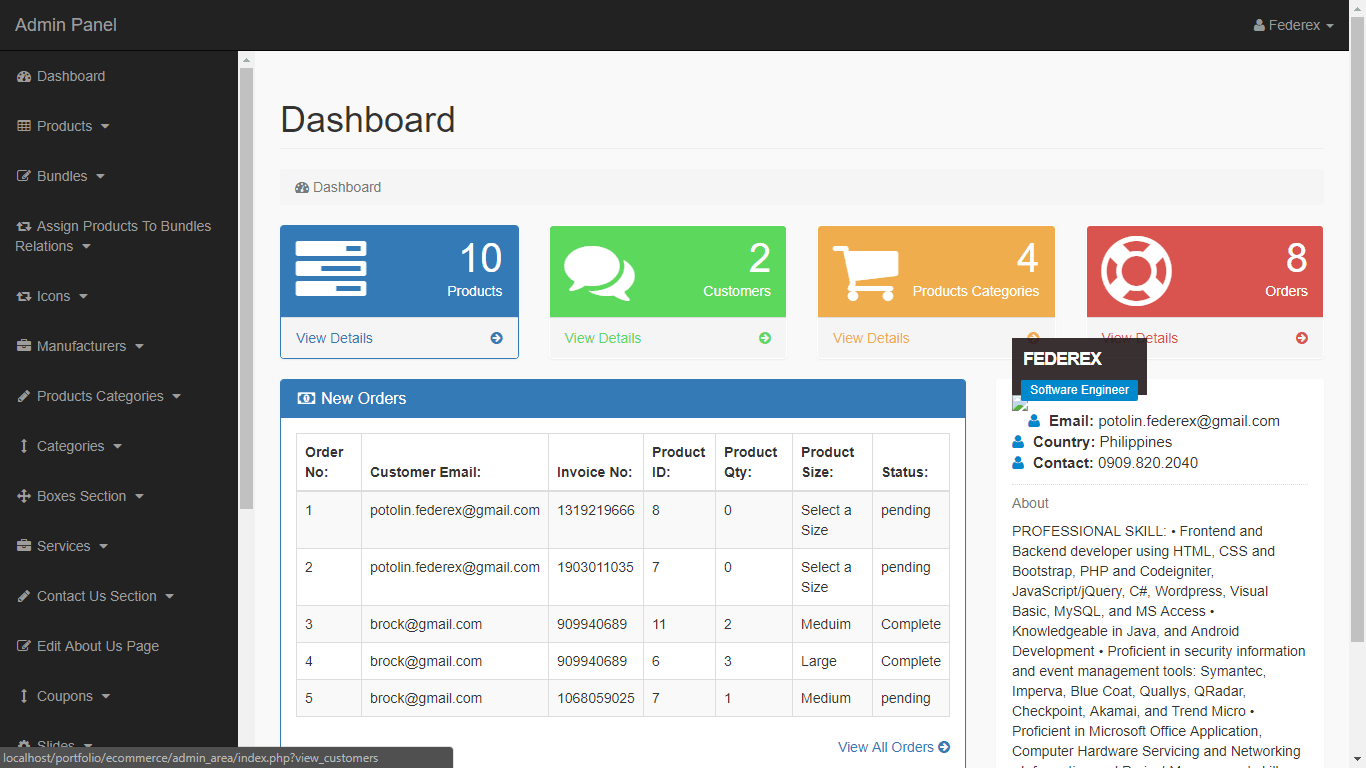 Admin Panel
Federex
Dashboard
Products
Bundles
Assign Products To Bundles
Relations
Icons
Manufacturers
Products Categories
Categories
Boxes Section
Services
Contact Us Section
Edit About Us Page
Coupons
Slides
localhost/portfolio/ecommerce/admin_area/index.php?view_customers
Dashboard
Dashboard
10
Products
View Details
2
Customers
View Details
4
Products Categories
View Details
8
Orders
View Details
New Orders
Order No: Customer Email: Invoice No: Product ID: Product Qty: Product Size: Status:
1 potolin.federex@gmail.com 1319219666 8 0 Select a Size pending
2 potolin.federex@gmail.com 1903011035 7 0 Select a Size pending
3 brock@gmail.com 909940689 11 2 Meduim Complete
4 brock@gmail.com 909940689 6 3 Large Complete
5 brock@gmail.com 1068059025 7 1 Medium pending
View All Orders
FEDEREX
Software Engineer
Email: potolin.federex@gmail.com
Country: Philippines
Contact: 0909.820.2040
About
PROFESSIONAL SKILL: • Frontend and
Backend developer using HTML, CSS and
Bootstrap, PHP and Codeigniter,
JavaScript/jQuery, C#, Wordpress, Visual
Basic, MySQL, and MS Access •
Knowledgeable in Java, and Android
Development • Proficient in security information
and event management tools: Symantec,
Imperva, Blue Coat, Quallys, QRadar,
Checkpoint, Akamai, and Trend Micro •
Proficient in Microsoft Office Application,
Computer Hardware Servicing and Networking